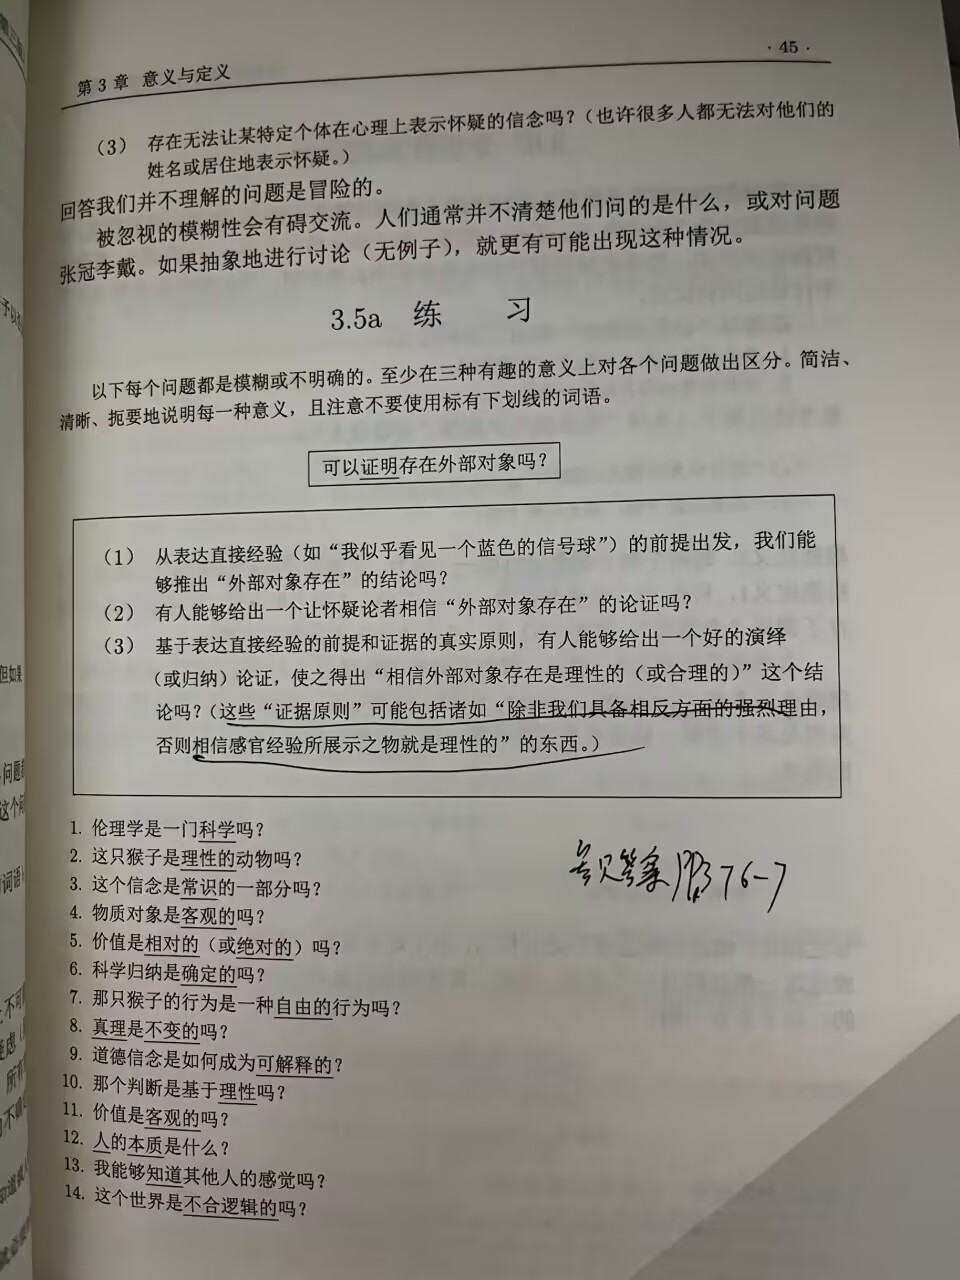 · 45 ·
第 3 章 意义与定义
（3） 存在无法让某特定个体在心理上表示怀疑的信念吗？（也许很多人都无法对他们的
姓名或居住地表示怀疑。）
回答我们并不理解的问题是冒险的。
被忽视的模糊性会有碍交流。人们通常并不清楚他们问的是什么，或对问题
张冠李戴。如果抽象地进行讨论（无例子），就更有可能出现这种情况。
3.5a 练 习
以下每个问题都是模糊或不明确的。至少在三种有趣的意义上对各个问题做出区分。简洁、
清晰、扼要地说明每一种意义，且注意不要使用标有下划线的词语。
可以证明存在外部对象吗？
（1） 从表达直接经验（如“我似乎看见一个蓝色的信号球”）的前提出发，我们能
够推出“外部对象存在”的结论吗？
（2） 有人能够给出一个让怀疑论者相信“外部对象存在”的论证吗？
（3） 基于表达直接经验的前提和证据的真实原则，有人能够给出一个好的演绎
（或归纳）论证，使之得出“相信外部对象存在是理性的（或合理的）”这个结
论吗？（这些“证据原则”可能包括诸如“除非我们具备相反方面的强烈理由，
否则相信感官经验所展示之物就是理性的”的东西。）
1. 伦理学是一门科学吗？
2. 这只猴子是理性的动物吗？
3. 这个信念是常识的一部分吗？
4. 物质对象是客观的吗？
5. 价值是相对的（或绝对的）吗？
6. 科学归纳是确定的吗？
7. 那只猴子的行为是一种自由的行为吗？
8. 真理是不变的吗？
9. 道德信念是如何成为可解释的？
10. 那个判断是基于理性吗？
11. 价值是客观的吗？
12. 人的本质是什么？
13. 我能够知道其他人的感觉吗？
14. 这个世界是不合逻辑的吗？
答案 PP376-7